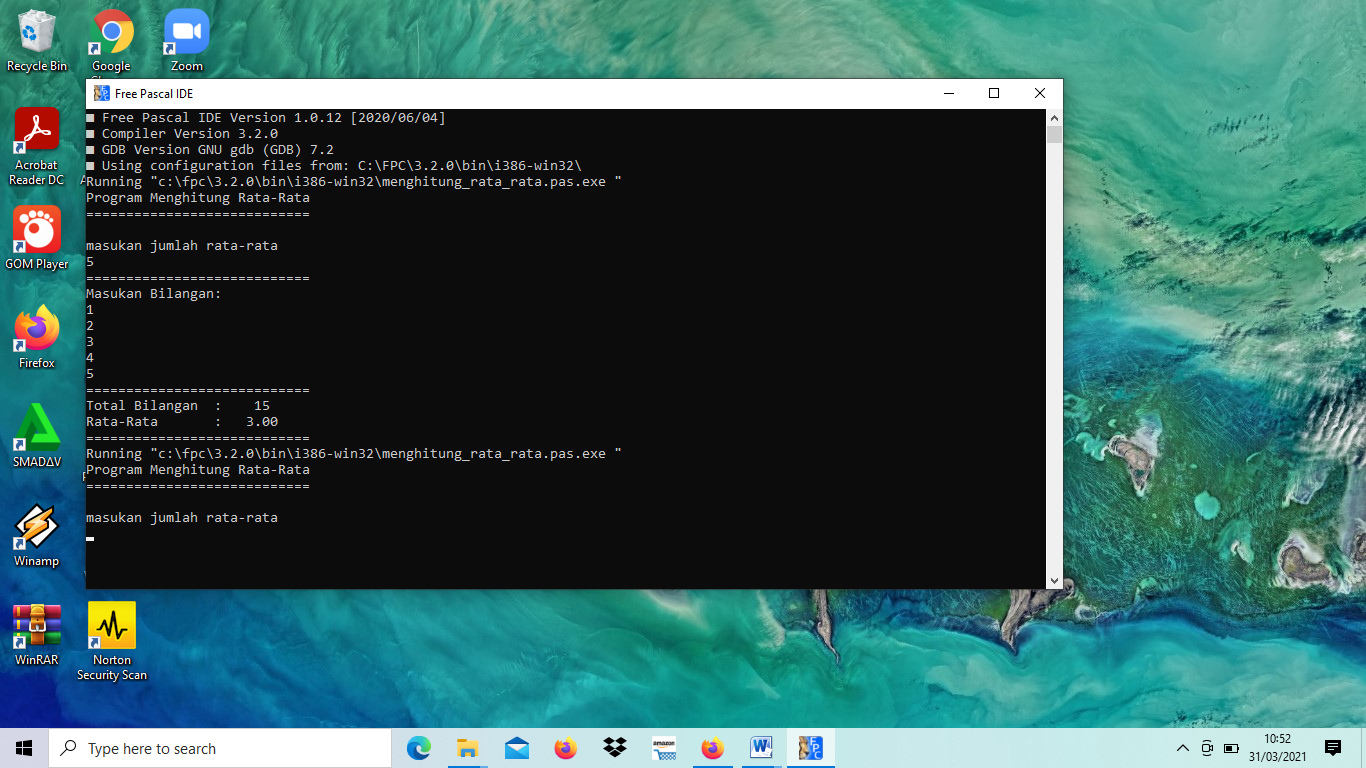 Recycle Bin
Google
Zoom
Free Pascal IDE
■ Free Pascal IDE Version 1.0.12 [2020/06/04]
■ Compiler Version 3.2.0
■ GDB Version GNU gdb (GDB) 7.2
■ Using configuration files from: C:\FPC\3.2.0\bin\i386-win32\
Running "c:\fpc\3.2.0\bin\i386-win32\menghitung_rata_rata.pas.exe "
Program Menghitung Rata-Rata
============================
masukan jumlah rata-rata
5
============================
Masukan Bilangan:
1
2
3
4
5
============================
Total Bilangan  :    15
Rata-Rata       :   3.00
============================
Running "c:\fpc\3.2.0\bin\i386-win32\menghitung_rata_rata.pas.exe "
Program Menghitung Rata-Rata
============================
masukan jumlah rata-rata
Acrobat
Reader DC
GOM Player
Firefox
SMADΔV
Winamp
WinRAR
Norton
Security Scan
Type here to search
amazon
10:52
31/03/2021